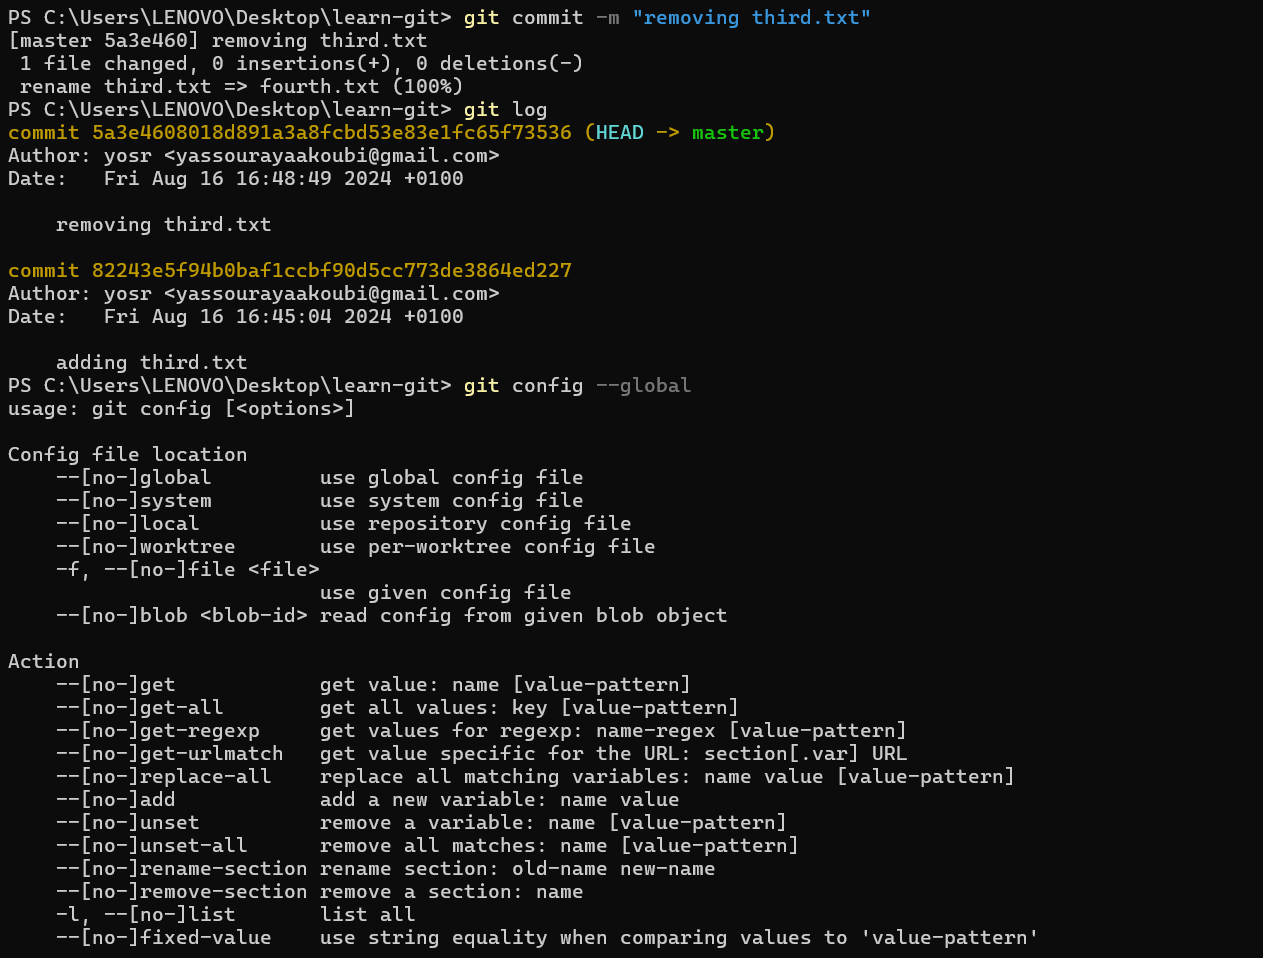 PS C:\Users\LENOVO\Desktop\learn-git> git commit -m "removing third.txt"
[master 5a3e460] removing third.txt
 1 file changed, 0 insertions(+), 0 deletions(-)
 rename third.txt => fourth.txt (100%)
PS C:\Users\LENOVO\Desktop\learn-git> git log
commit 5a3e4608018d891a3a8fcbd53e83e1fc65f73536 (HEAD -> master)
Author: yosr <yassourayaakoubi@gmail.com>
Date:   Fri Aug 16 16:48:49 2024 +0100

    removing third.txt

commit 82243e5f94b0baf1ccbf90d5cc773de3864ed227
Author: yosr <yassourayaakoubi@gmail.com>
Date:   Fri Aug 16 16:45:04 2024 +0100

    adding third.txt
PS C:\Users\LENOVO\Desktop\learn-git> git config --global
usage: git config [<options>]

Config file location
    --[no-]global         use global config file
    --[no-]system         use system config file
    --[no-]local          use repository config file
    --[no-]worktree       use per-worktree config file
    -f, --[no-]file <file>
                          use given config file
    --[no-]blob <blob-id> read config from given blob object

Action
    --[no-]get            get value: name [value-pattern]
    --[no-]get-all        get all values: key [value-pattern]
    --[no-]get-regexp     get values for regexp: name-regex [value-pattern]
    --[no-]get-urlmatch   get value specific for the URL: section[.var] URL
    --[no-]replace-all    replace all matching variables: name value [value-pattern]
    --[no-]add            add a new variable: name value
    --[no-]unset          remove a variable: name [value-pattern]
    --[no-]unset-all      remove all matches: name [value-pattern]
    --[no-]rename-section rename section: old-name new-name
    --[no-]remove-section remove a section: name
    -l, --[no-]list       list all
    --[no-]fixed-value    use string equality when comparing values to 'value-pattern'